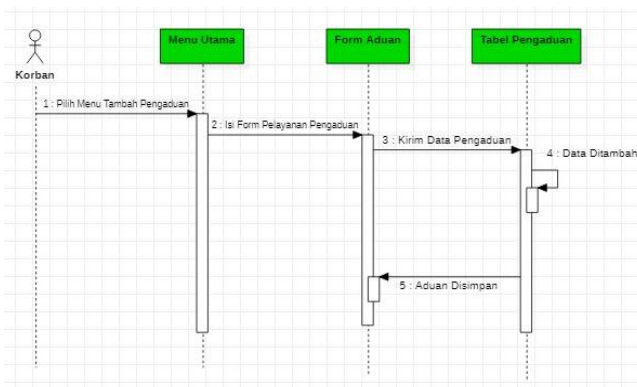 Menu Utama
Form Aduan
Tabel Pengaduan
Korban
1 : Pilih Menu Tambah Pengaduan
2 : Isi Form Pelayanan Pengaduan
3 : Kirim Data Pengaduan
4 : Data Ditambah
5 : Aduan Disimpan